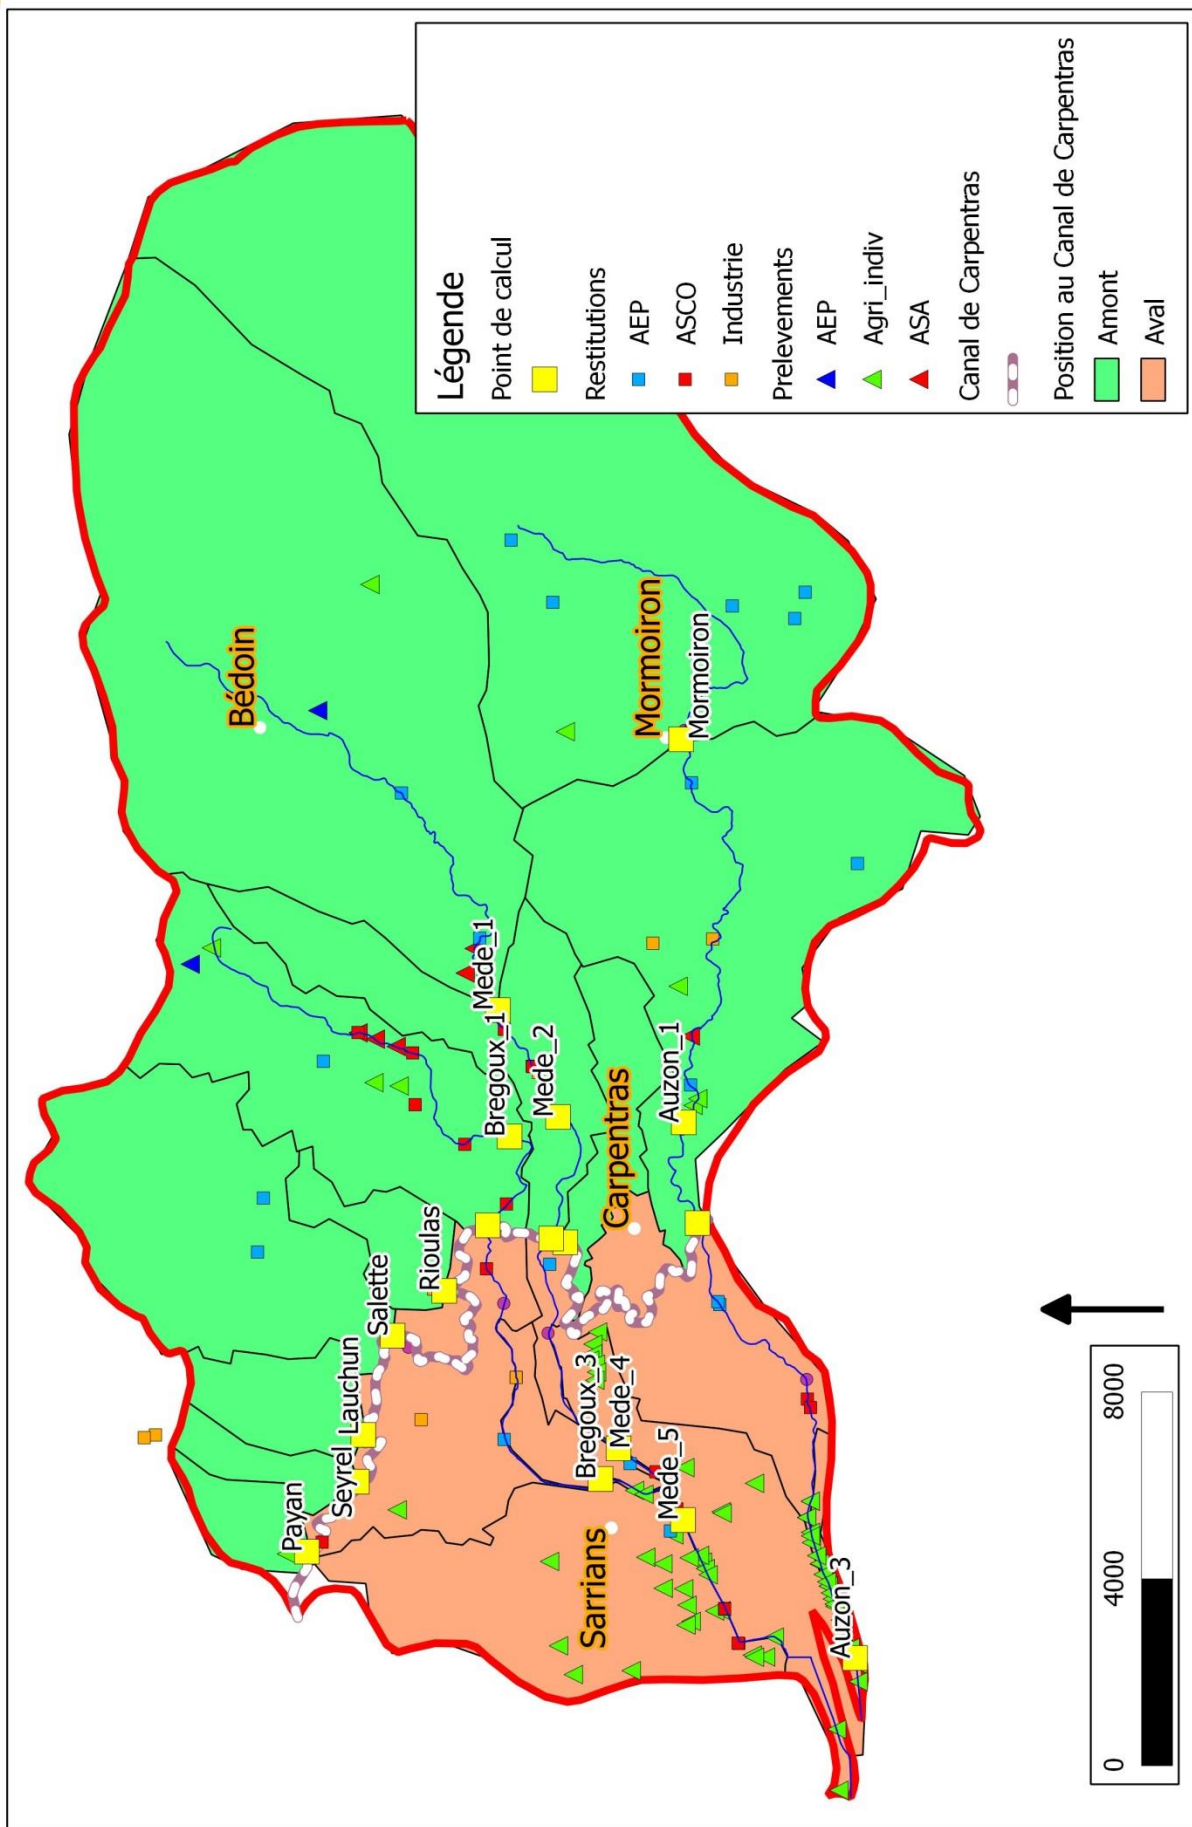 Bédoin
Mormoiron
Mormoiron
Mede_1
Bregoux_1
Mede_2
Auzon_1
Carpentras
Rioulas
Salette
Lauchun
Seyrel
Payan
Bregoux_3
Mede_4
Mede_5
Sarrians
Auzon_3
Légende
Point de calcul
Restitutions
AEP
ASCO
Industrie
Prelevements
AEP
Agri_indiv
ASA
Canal de Carpentras
Position au Canal de Carpentras
Amont
Aval
0 4000 8000